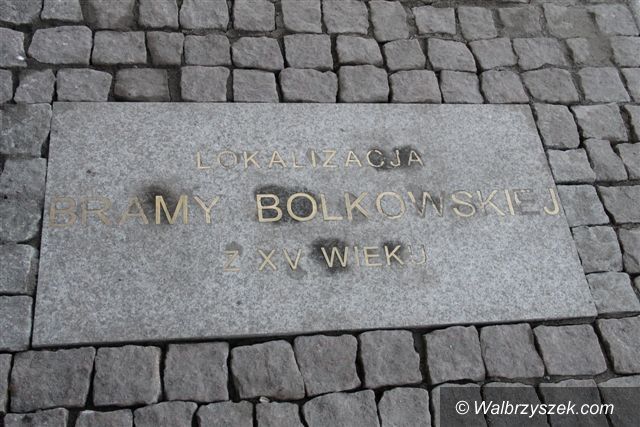 LOKALIZACJA
BRAMY BOLKOWSKIEJ
Z XV WIEKU
© Walbrzyszek.com